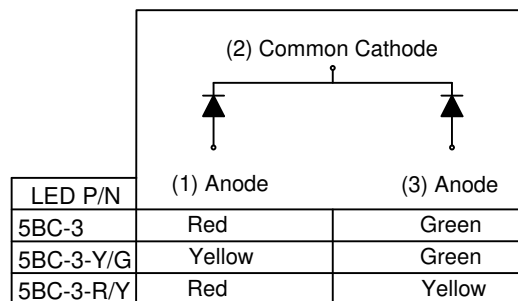 (2) Common Cathode
(1) Anode (3) Anode
LED P/N
5BC-3 Red Green
5BC-3-Y/G Yellow Green
5BC-3-R/Y Red Yellow